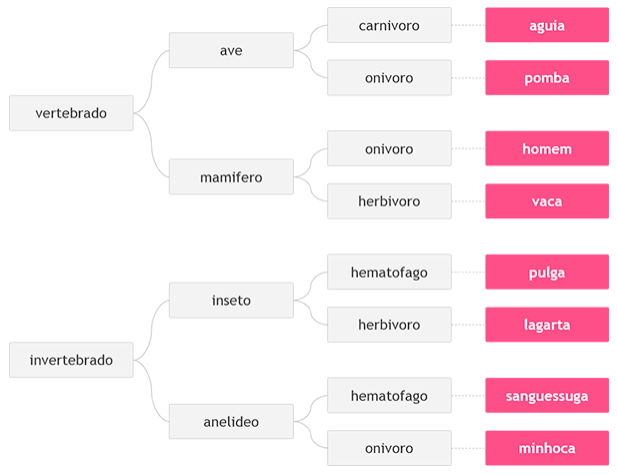 carnivoro
aguia
ave
onivoro
pomba
vertebrado
onivoro
homem
mamifero
herbivoro
vaca
hematofago
pulga
inseto
herbivoro
lagarta
invertebrado
hematofago
sanguessuga
anelideo
onivoro
minhoca